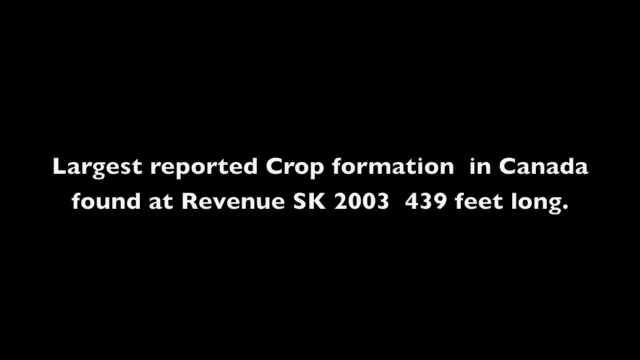 Largest reported Crop formation  in Canada
found at Revenue SK 2003  439 feet long.